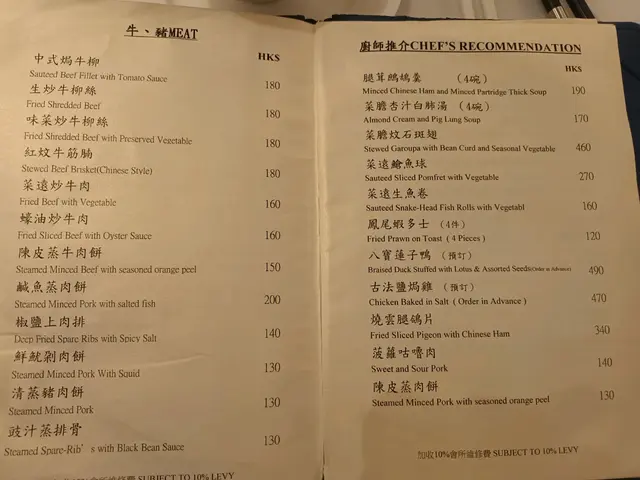 牛、豬MEAT
HK$
中式焗牛柳
Sauteed Beef Fillet with Tomato Sauce 180
生炒牛柳絲
Fried Shredded Beef 180
味菜炒牛柳絲
Fried Shredded Beef with Preserved Vegetable 180
紅炆牛筋腩
Stewed Beef Brisket(Chinese Style) 180
菜遠炒牛肉
Fried Beef with Vegetable 160
蠔油炒牛肉
Fried Sliced Beef with Oyster Sauce 160
陳皮蒸牛肉餅
Steamed Minced Beef with seasoned orange peel 150
鹹魚蒸肉餅
Steamed Minced Pork with salted fish 200
椒鹽上肉排
Deep Fried Spare Ribs with Spicy Salt 140
鮮魷剁肉餅
Steamed Minced Pork With Squid 130
清蒸豬肉餅
Steamed Minced Pork 130
豉汁蒸排骨
Steamed Spare-Rib's with Black Bean Sauce 130
加收10%會所維修費 SUBJECT TO 10% LEVY
廚師推介CHEF'S RECOMMENDATION
HK$
腿茸鷓鴣羹 (4碗)
Minced Chinese Ham and Minced Partridge Thick Soup 190
菜膽杏汁白肺湯 (4碗)
Almond Cream and Pig Lung Soup 170
菜膽炆石斑翅
Stewed Garoupa with Bean Curd and Seasonal Vegetable 460
菜遠鱠魚球
Sauteed Sliced Pomfret with Vegetable 270
菜遠生魚卷
Sauteed Snake-Head Fish Rolls with Vegetabl 160
鳳尾蝦多士 (4件)
Fried Prawn on Toast ( 4 Pieces ) 120
八寶蓮子鴨 (預訂)
Braised Duck Stuffed with Lotus & Assorted Seeds(Order in Advance) 490
古法鹽焗雞 (預訂)
Chicken Baked in Salt ( Order in Advance ) 470
燒雲腿鴿片
Fried Sliced Pigeon with Chinese Ham 340
菠蘿咕嚕肉
Sweet and Sour Pork 140
陳皮蒸肉餅
Steamed Minced Pork with seasoned orange peel 130
加收10%會所維修費 SUBJECT TO 10% LEVY